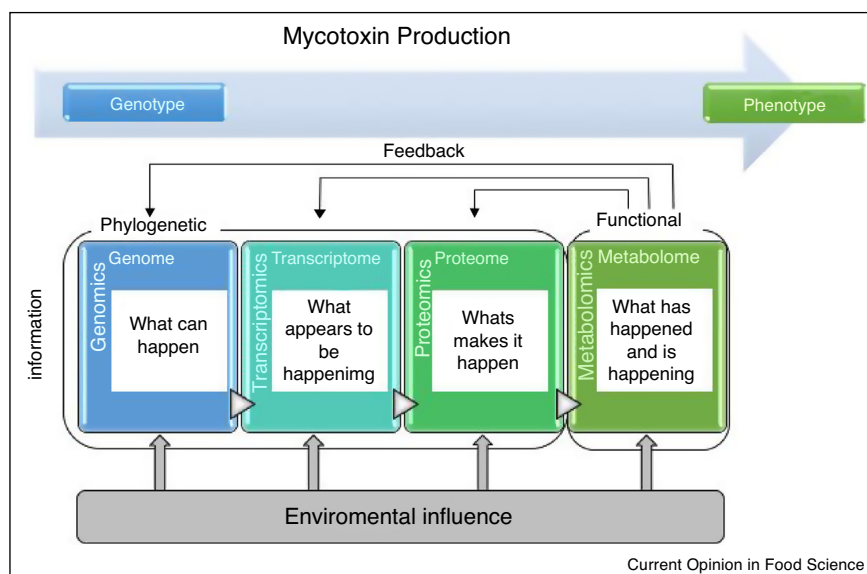 Mycotoxin Production
Genotype
Phenotype
Feedback
Phylogenetic
Functional
information
Genomics
Genome
What can
happen
Transcriptomics
Transcriptome
What
appears to
be
happenimg
Proteomics
Proteome
Whats
makes it
happen
Metabolomics
Metabolome
What has
happened
and is
happening
Enviromental influence
Current Opinion in Food Science